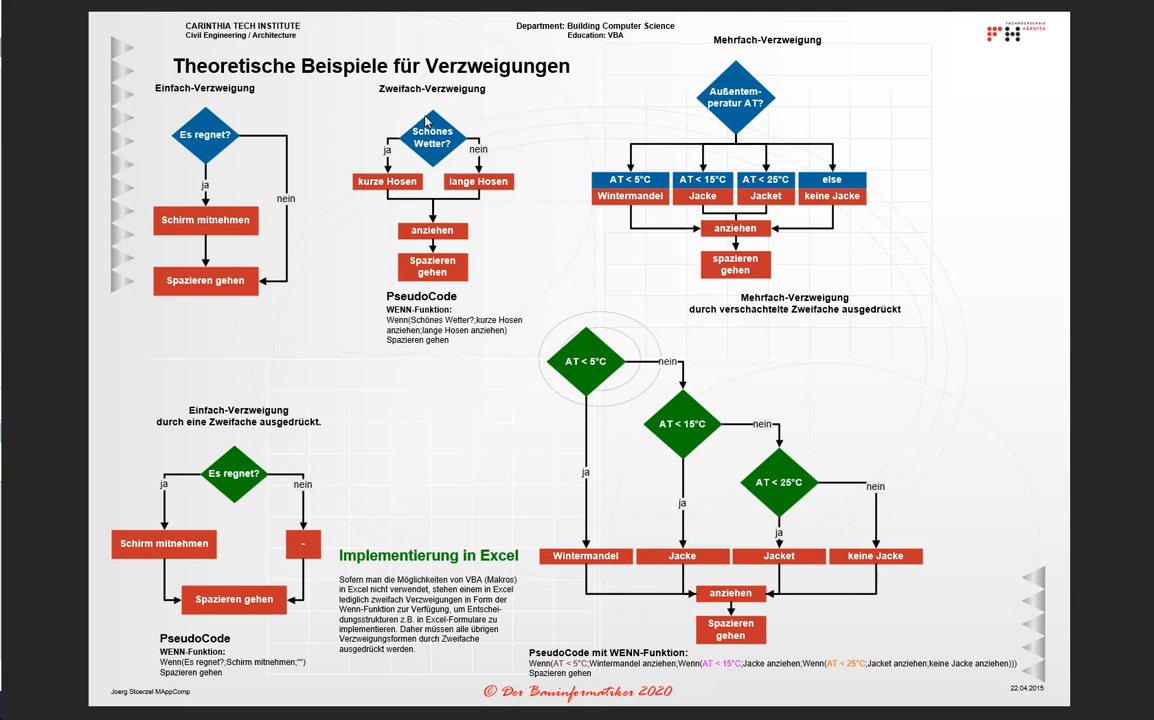 CARINTHIA TECH INSTITUTE
Civil Engineering / Architecture
Department: Building Computer Science
Education: VBA
FACHHOCHSCHULE
KÄRNTEN
Theoretische Beispiele für Verzweigungen
Einfach-Verzweigung
Es regnet?
ja
nein
Schirm mitnehmen
Spazieren gehen
Zweifach-Verzweigung
Schönes
Wetter?
ja
nein
kurze Hosen
lange Hosen
anziehen
Spazieren
gehen
PseudoCode
WENN-Funktion:
Wenn(Schönes Wetter?;kurze Hosen
anziehen;lange Hosen anziehen)
Spazieren gehen
Mehrfach-Verzweigung
Außentem-
peratur AT?
AT < 5°C
AT < 15°C
AT < 25°C
else
Wintermandel
Jacke
Jacket
keine Jacke
anziehen
spazieren
gehen
Mehrfach-Verzweigung
durch verschachtelte Zweifache ausgedrückt
AT < 5°C
nein
AT < 15°C
nein
AT < 25°C
nein
ja
ja
ja
Wintermandel
Jacke
Jacket
keine Jacke
anziehen
Spazieren
gehen
PseudoCode mit WENN-Funktion:
Wenn(AT < 5°C;Wintermandel anziehen;Wenn(AT < 15°C;Jacke anziehen;Wenn(AT < 25°C;Jacket anziehen;keine Jacke anziehen)))
Spazieren gehen
Einfach-Verzweigung
durch eine Zweifache ausgedrückt.
Es regnet?
ja
nein
Schirm mitnehmen
-
Spazieren gehen
PseudoCode
WENN-Funktion:
Wenn(Es regnet?;Schirm mitnehmen;"")
Spazieren gehen
Implementierung in Excel
Sofern man die Möglichkeiten von VBA (Makros)
in Excel nicht verwendet, stehen einem in Excel
lediglich zweifach Verzweigungen in Form der
Wenn-Funktion zur Verfügung, um Entschei-
dungsstrukturen z.B. in Excel-Formulare zu
implementieren. Daher müssen alle übrigen
Verzweigungsformen durch Zweifache
ausgedrückt werden.
Joerg Stoerzel MAppComp
© Der Bauinformatiker 2020
22.04.2015